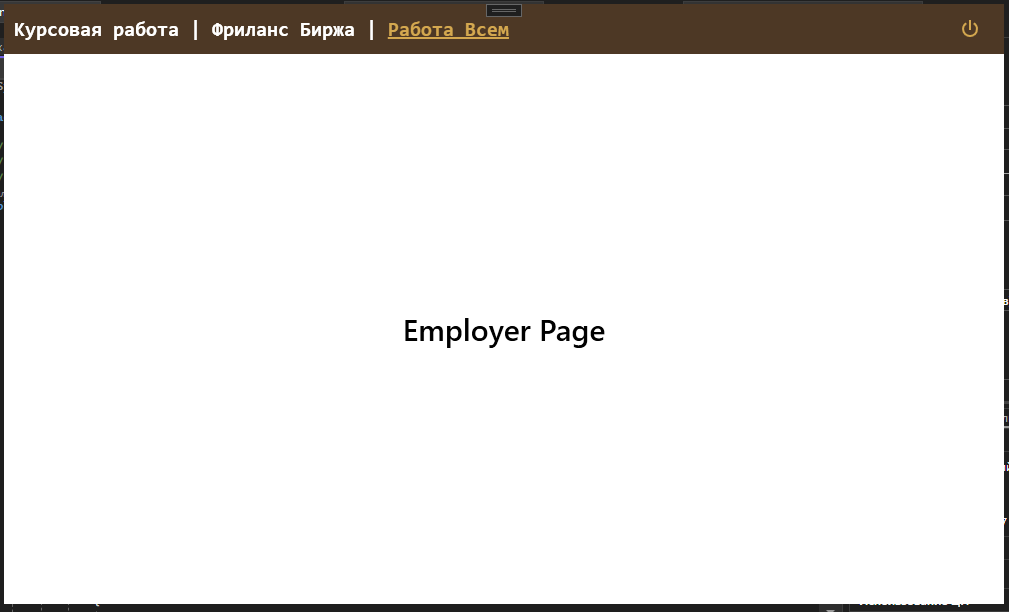 Курсовая работа | Фриланс Биржа | Работа Всем
Employer Page